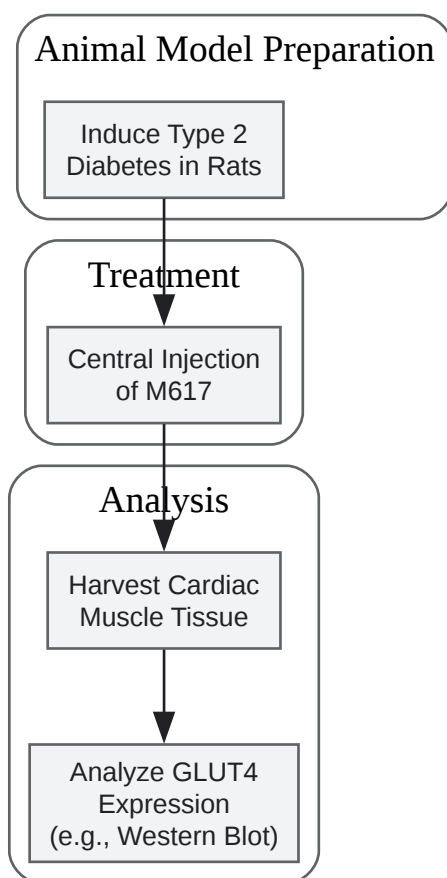 Animal Model Preparation
Induce Type 2
Diabetes in Rats
Treatment
Central Injection
of M617
Analysis
Harvest Cardiac
Muscle Tissue
Analyze GLUT4
Expression
(e.g., Western Blot)